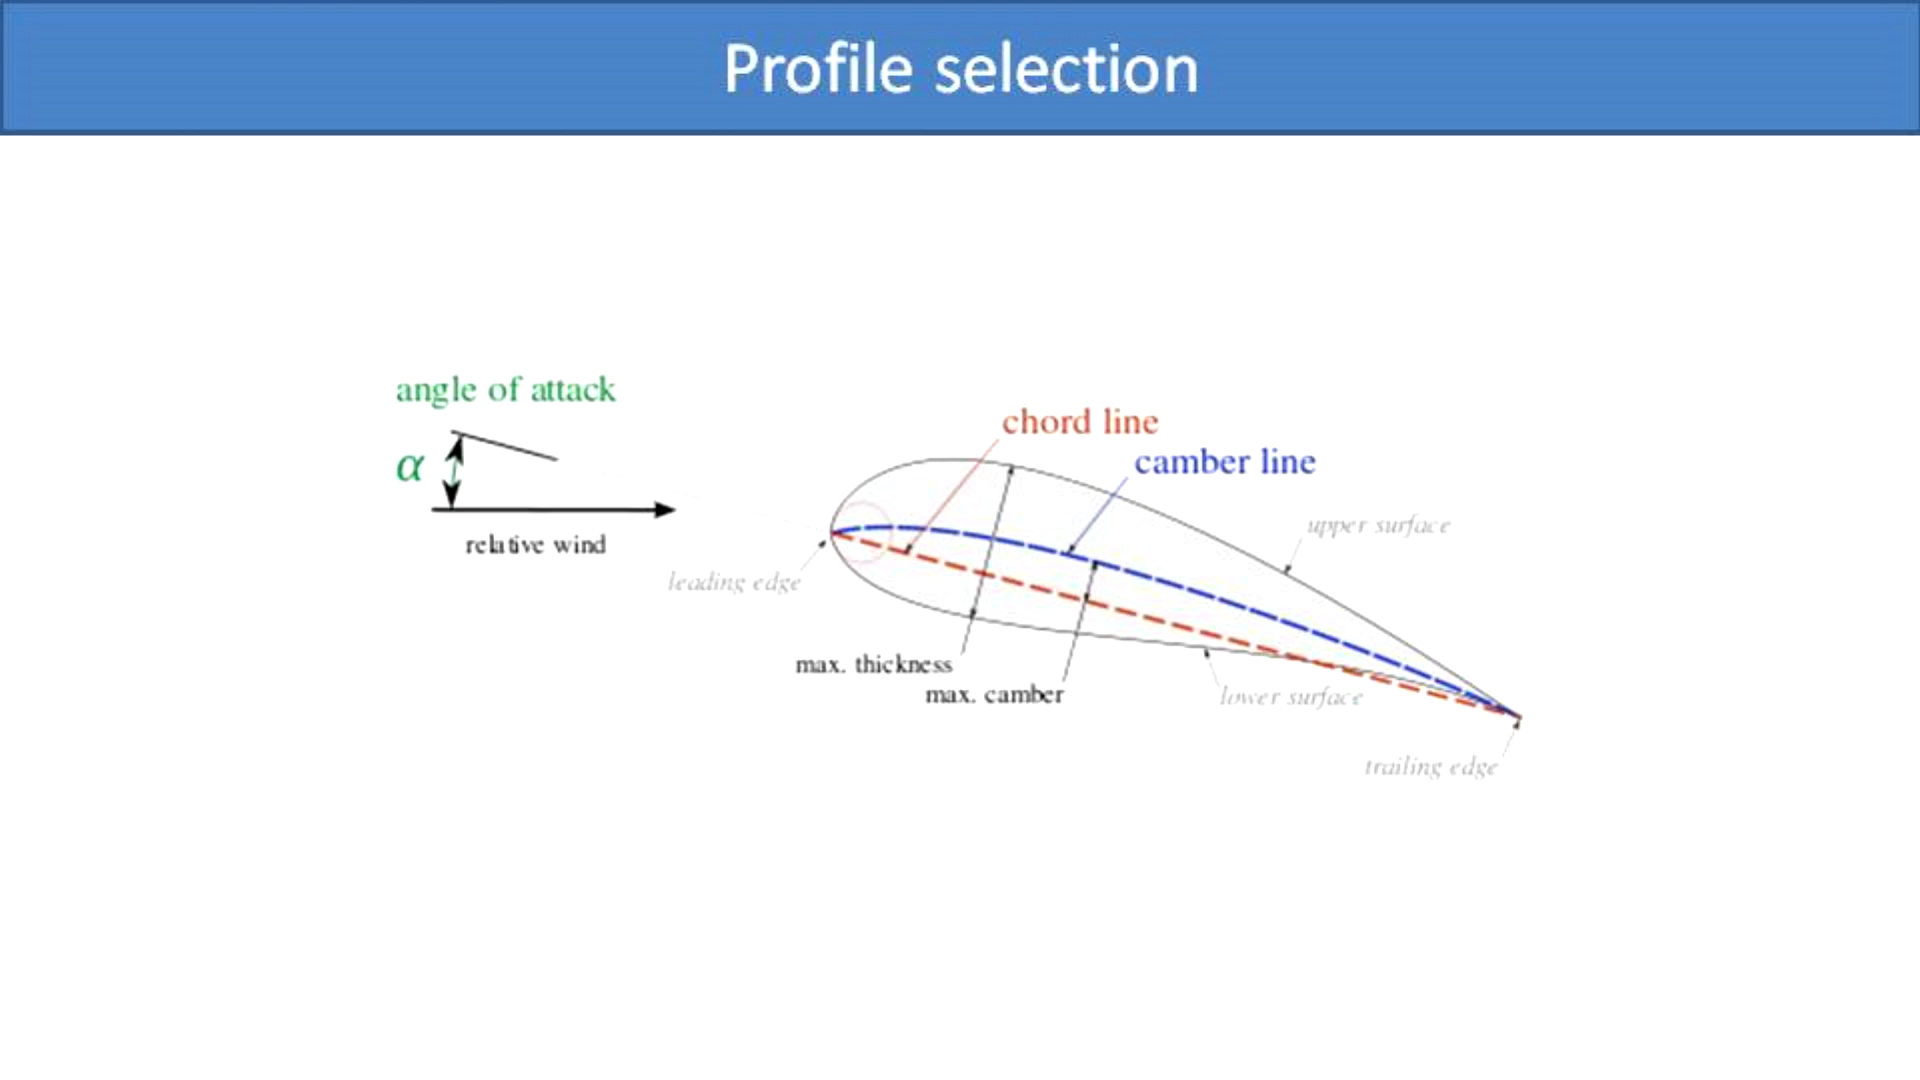 Profile selection
angle of attack
α
relative wind
chord line
camber line
upper surface
leading edge
max. thickness
max. camber
lower surface
trailing edge